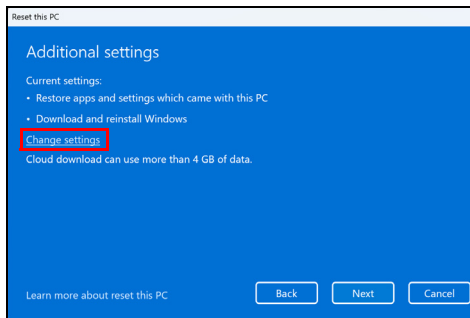 Reset this PC
Additional settings
Current settings:
• Restore apps and settings which came with this PC
• Download and reinstall Windows
Change settings
Cloud download can use more than 4 GB of data.
Learn more about reset this PC
Back
Next
Cancel